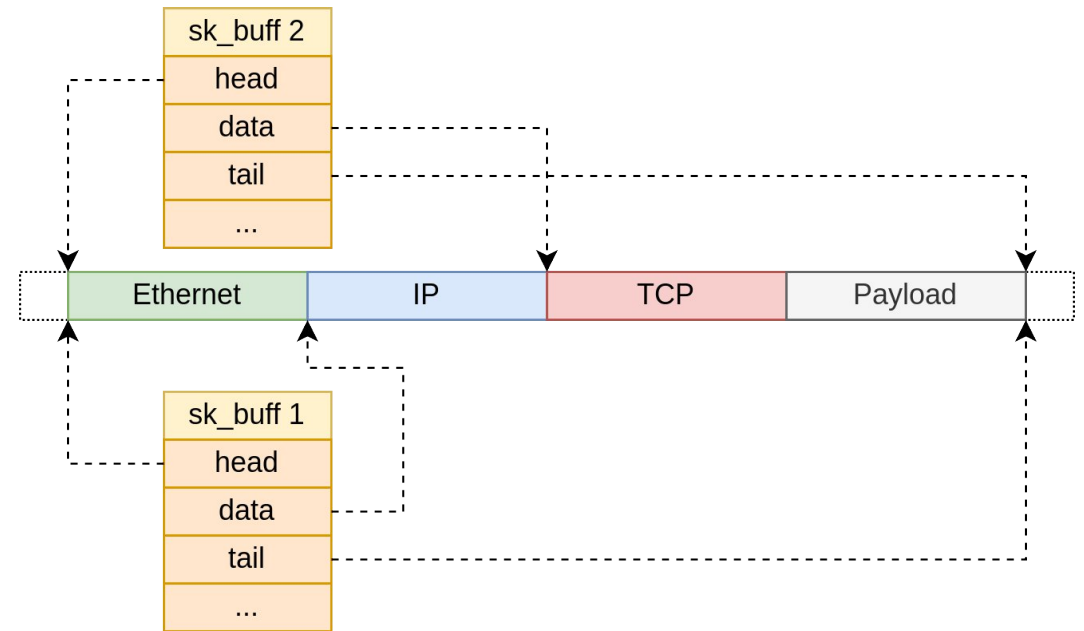 sk_buff 2
head
data
tail
...
Ethernet IP TCP Payload
sk_buff 1
head
data
tail
...